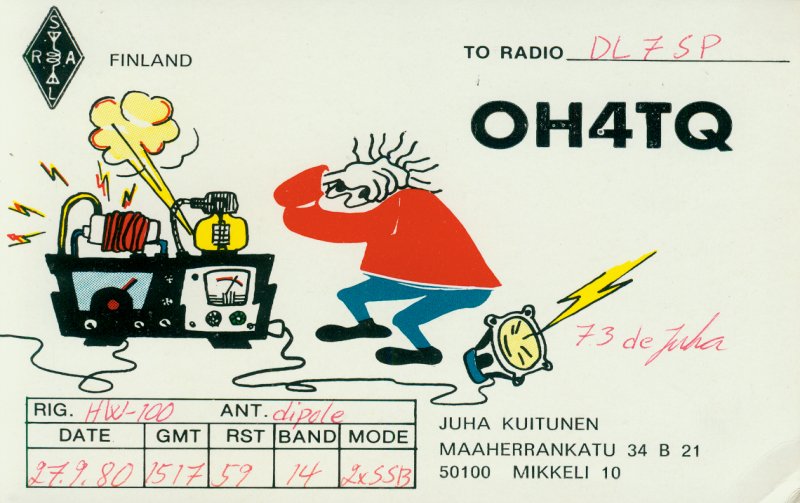 S
R A
L
FINLAND
TO RADIO DL7SP
OH4TQ
73 de Juha
RIG. HW-100 ANT. dipole
DATE GMT RST BAND MODE
27.9.80 1517 59 14 2xSSB
JUHA KUITUNEN
MAAHERRANKATU 34 B 21
50100 MIKKELI 10